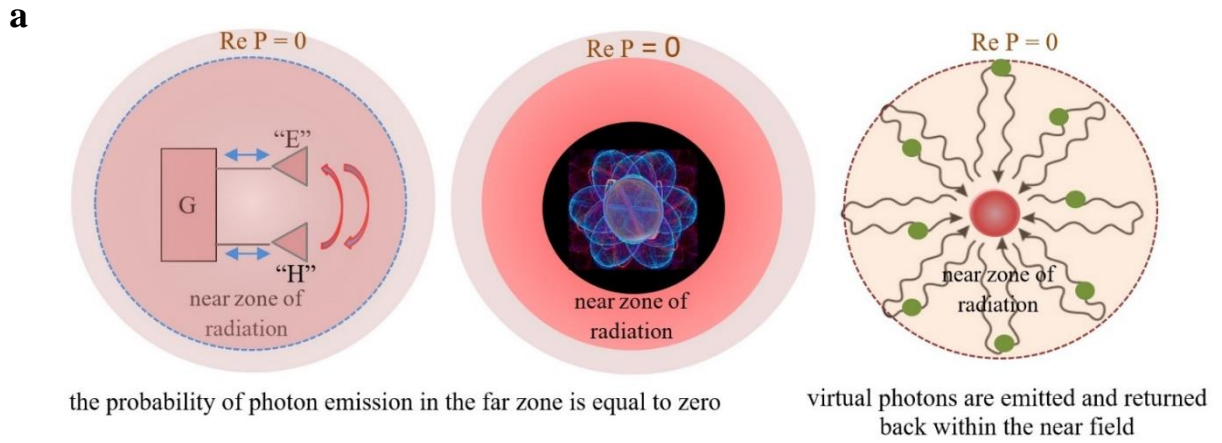 a
Re P = 0
"E"
G
"H"
near zone of
radiation
Re P = 0
near zone of
radiation
Re P = 0
near zone of
radiation
the probability of photon emission in the far zone is equal to zero
virtual photons are emitted and returned
back within the near field